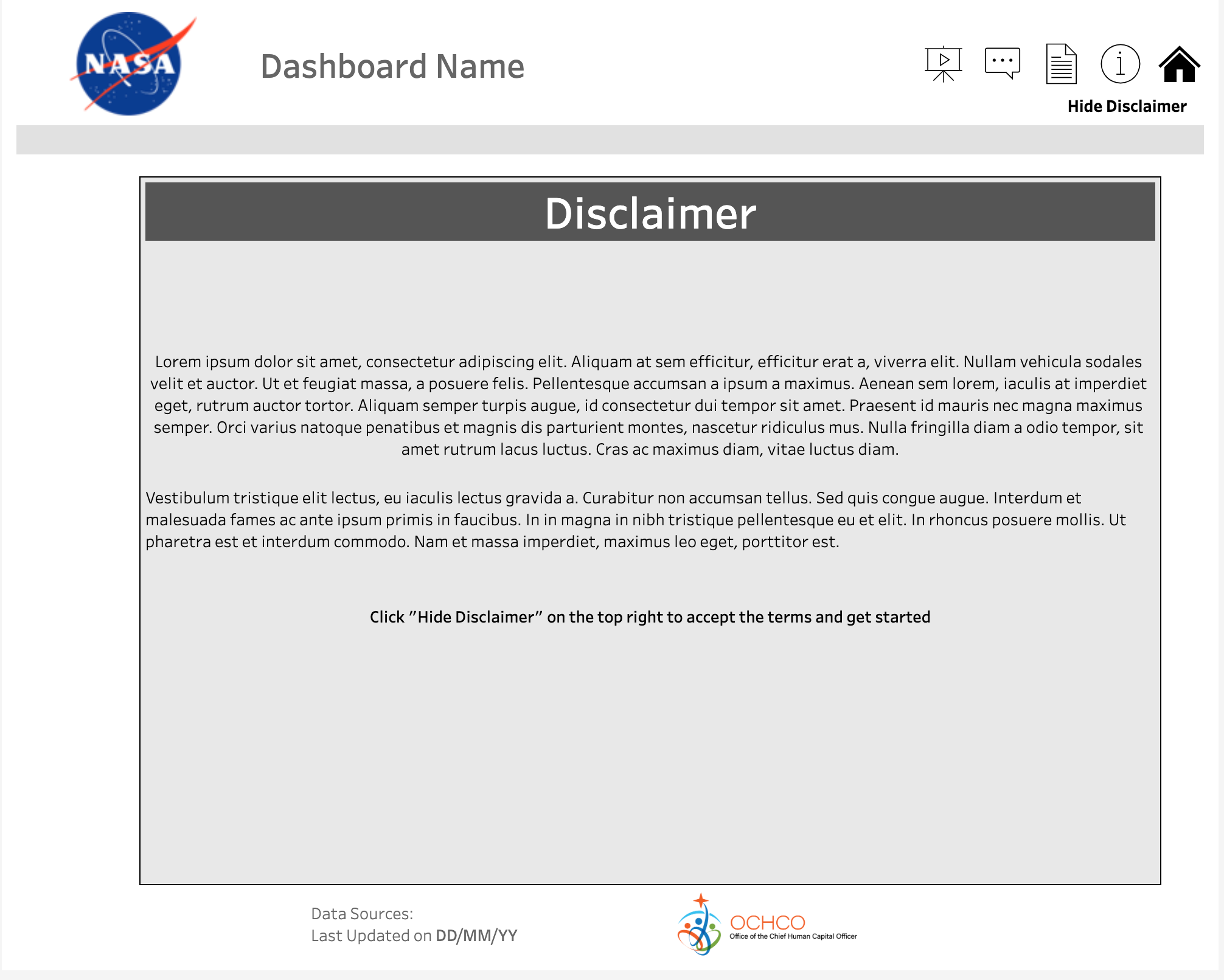 NASA
Dashboard Name
Hide Disclaimer
Disclaimer
Lorem ipsum dolor sit amet, consectetur adipiscing elit. Aliquam at sem efficitur, efficitur erat a, viverra elit. Nullam vehicula sodales
velit et auctor. Ut et feugiat massa, a posuere felis. Pellentesque accumsan a ipsum a maximus. Aenean sem lorem, iaculis at imperdiet
eget, rutrum auctor tortor. Aliquam semper turpis augue, id consectetur dui tempor sit amet. Praesent id mauris nec magna maximus
semper. Orci varius natoque penatibus et magnis dis parturient montes, nascetur ridiculus mus. Nulla fringilla diam a odio tempor, sit
amet rutrum lacus luctus. Cras ac maximus diam, vitae luctus diam.
Vestibulum tristique elit lectus, eu iaculis lectus gravida a. Curabitur non accumsan tellus. Sed quis congue augue. Interdum et
malesuada fames ac ante ipsum primis in faucibus. In in magna in nibh tristique pellentesque eu et elit. In rhoncus posuere mollis. Ut
pharetra est et interdum commodo. Nam et massa imperdiet, maximus leo eget, porttitor est.
Click "Hide Disclaimer" on the top right to accept the terms and get started
Data Sources:
Last Updated on DD/MM/YY
OCHCO
Office of the Chief Human Capital Officer